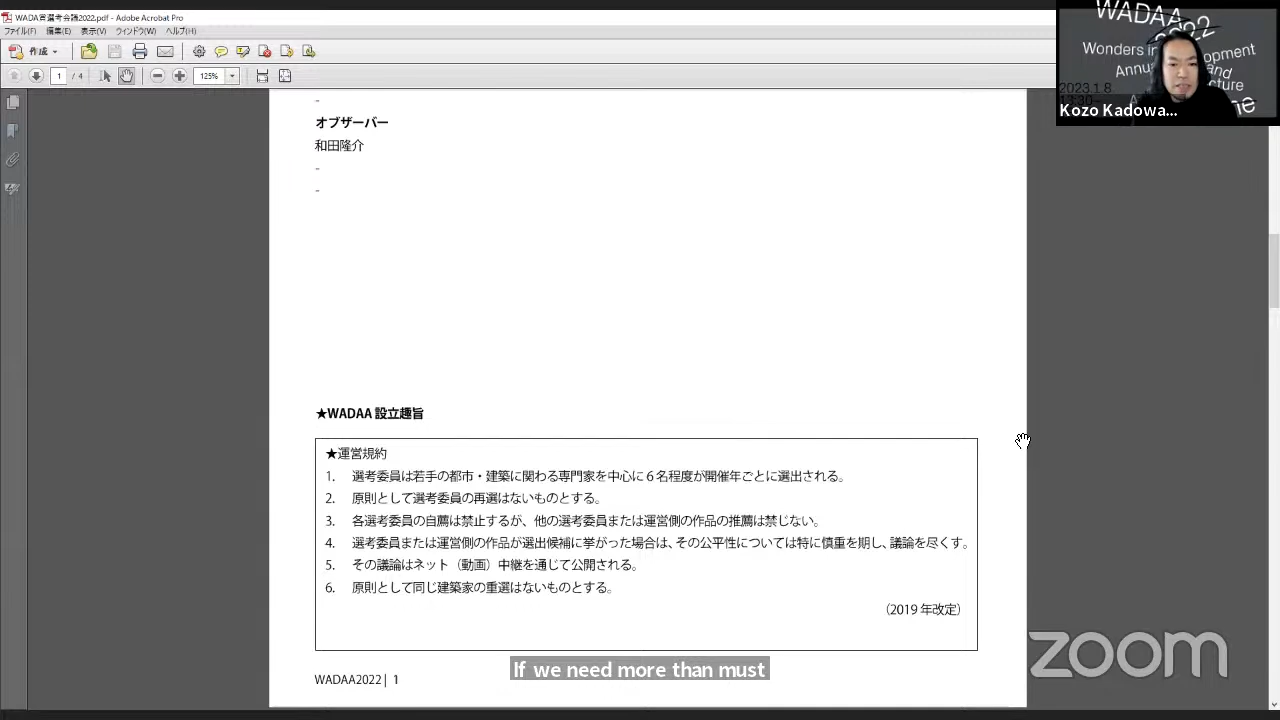 WADA賞選考会議2022.pdf - Adobe Acrobat Pro
ファイル(F) 編集(E) 表示(V) ウィンドウ(W) ヘルプ(H)
作成
1 / 4
125%
-
オブザーバー
和田隆介
-
-
★WADAA 設立趣旨
★運営規約
1. 選考委員は若手の都市・建築に関わる専門家を中心に６名程度が開催年ごとに選出される。
2. 原則として選考委員の再選はないものとする。
3. 各選考委員の自薦は禁止するが、他の選考委員または運営側の作品の推薦は禁じない。
4. 選考委員または運営側の作品が選出候補に挙がった場合は、その公平性については特に慎重を期し、議論を尽くす。
5. その議論はネット（動画）中継を通じて公開される。
6. 原則として同じ建築家の重選はないものとする。
（2019 年改定）
WADAA2022 | 1
If we need more than must
zoom
WADAA
2022
Wonders in
Annua
and
2023.1.8
Kozo Kadowa...